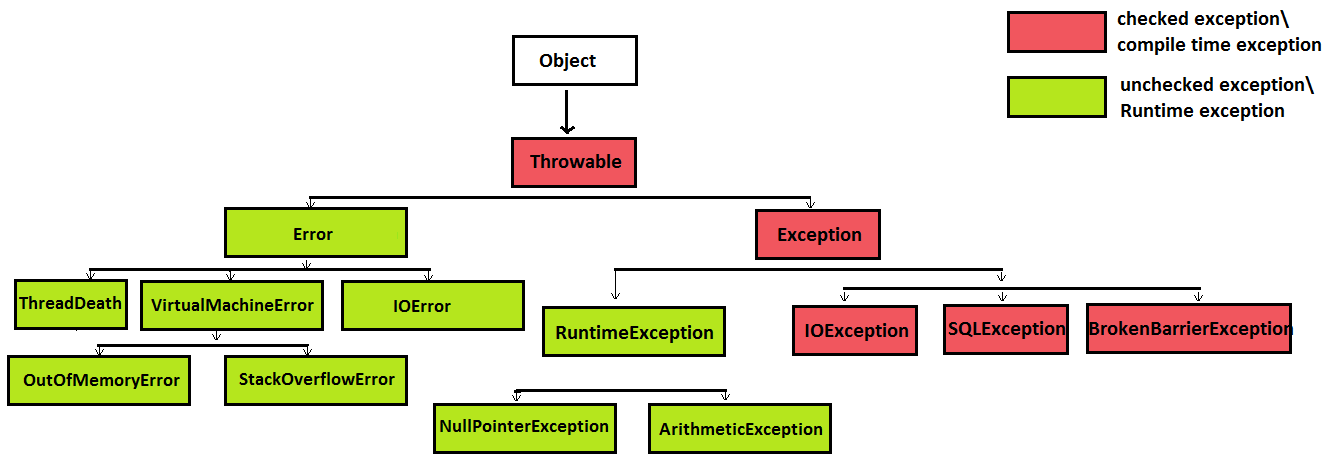 checked exception\
compile time exception
Object
unchecked exception\
Runtime exception
Throwable
Error
Exception
ThreadDeath
VirtualMachineError
IOError
RuntimeException
IOException
SQLException
BrokenBarrierException
OutOfMemoryError
StackOverflowError
NullPointerException
ArithmeticException